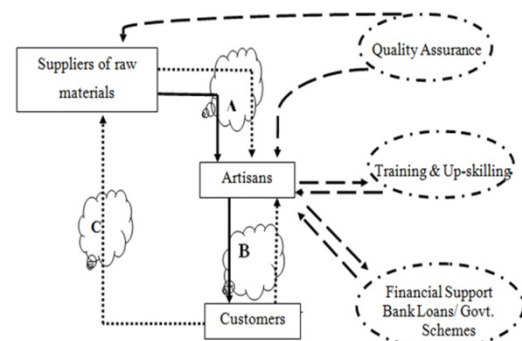 Quality Assurance
Suppliers of raw
materials
A
Artisans
Training & Up-skilling
C
B
Financial Support
Bank Loans/ Govt.
Schemes
Customers